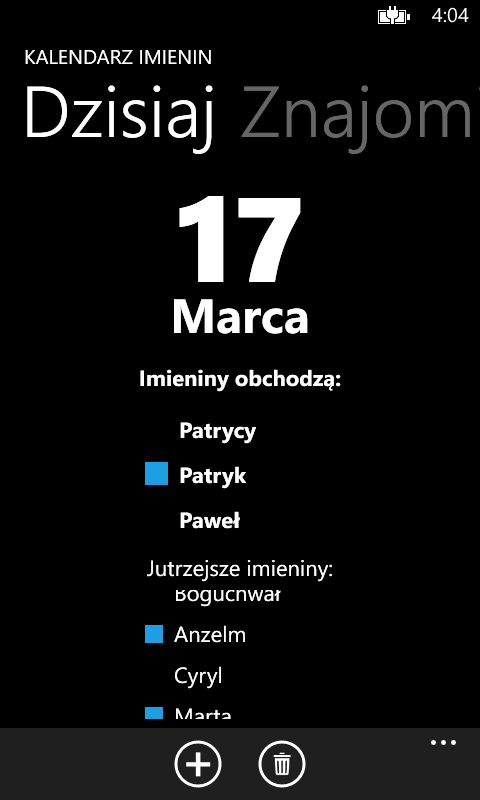 4:04
KALENDARZ IMIENIN
Dzisiaj Znajomi
17
Marca
Imieniny obchodzą:
Patrycy
Patryk
Paweł
Jutrzejsze imieniny:
Boguchwał
Anzelm
Cyryl
Marta